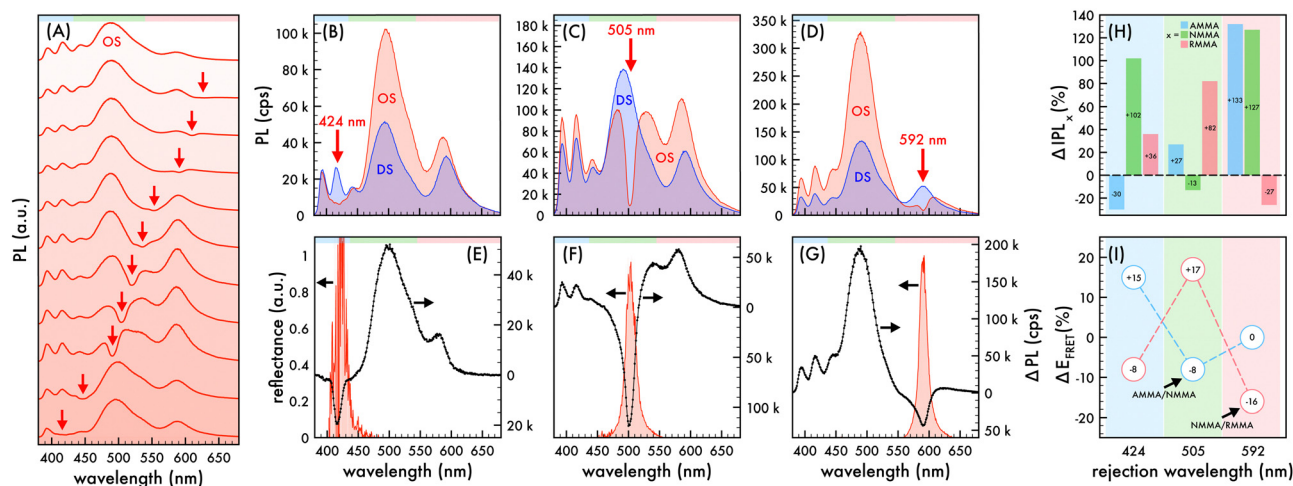 (A)
OS
PL (a.u.)
400 450 500 550 600 650
wavelength (nm)
(B)
100 k
80 k
60 k
40 k
20 k
0
PL (cps)
424 nm
OS
DS
(C)
505 nm
180 k
160 k
140 k
120 k
100 k
80 k
60 k
40 k
20 k
0
DS
OS
(D)
350 k
300 k
250 k
200 k
150 k
100 k
50 k
0
OS
DS
592 nm
(E)
1
0.8
0.6
0.4
0.2
0
reflectance (a.u.)
40 k
20 k
0
20 k
400 450 500 550 600 650
wavelength (nm)
(F)
50 k
0
50 k
100 k
400 450 500 550 600 650
wavelength (nm)
(G)
200 k
150 k
100 k
50 k
0
50 k
Δ PL (cps)
400 450 500 550 600 650
wavelength (nm)
(H)
x =
AMMA
NMMA
RMMA
140
120
100
80
60
40
20
0
-20
Δ IPLx (%)
-30
+102
+36
+27
-13
+82
+133
+127
-27
(I)
20
15
10
5
0
-5
-10
-15
-20
Δ EFRET (%)
+15
+17
0
-8
-8
-16
AMMA/NMMA
NMMA/RMMA
424 505 592
rejection wavelength (nm)